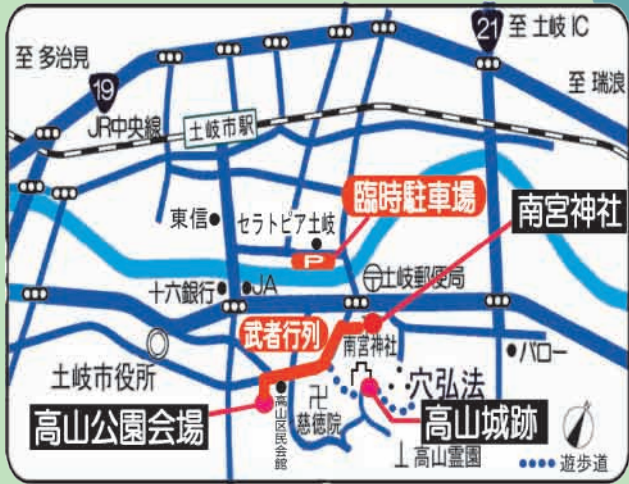 至 多治見
19
JR中央線
土岐市駅
21
至 土岐 IC
至 瑞浪
臨時駐車場
南宮神社
東信
セラトピア土岐
P
十六銀行
JA
土岐郵便局
武者行列
南宮神社
バロー
土岐市役所
高山公園会場
高山区民会館
卍
慈徳院
穴弘法
高山城跡
高山霊園
遊歩道